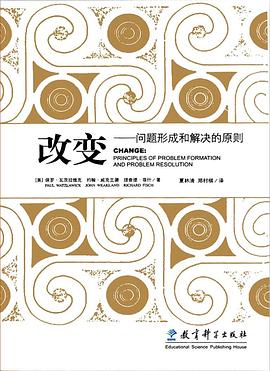 改变——问题形成和解决的原则
CHANGE:
PRINCIPLES OF PROBLEM FORMATION
AND PROBLEM RESOLUTION
[美] 保罗·瓦茨拉维克 约翰·威克兰德 理查德·菲什／著
PAUL WATZLAWICK JOHN WEAKLAND RICHARD FISCH
夏林清 郑村棋／译
教育科学出版社
Educational Science Publishing House